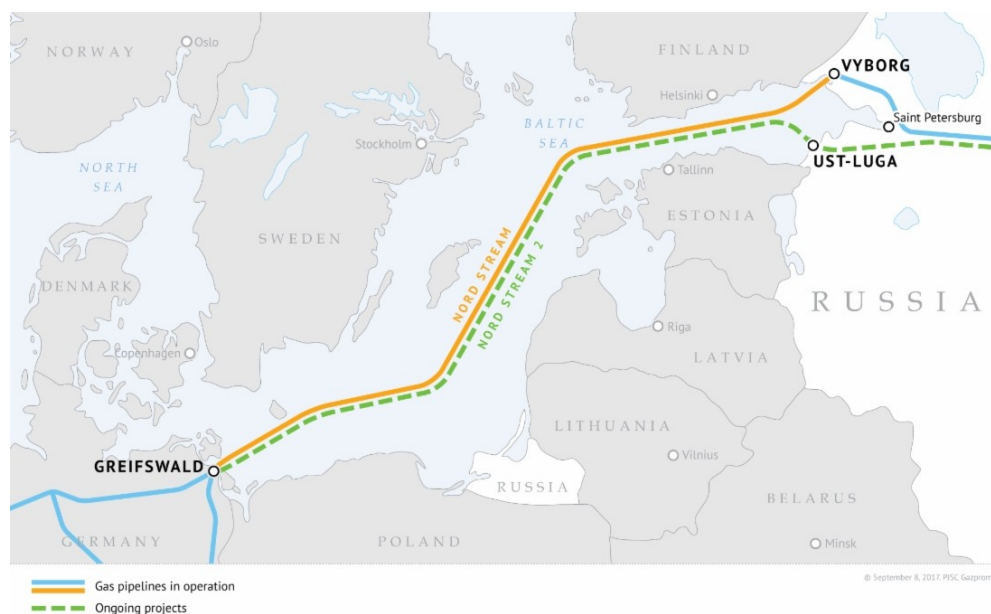 NORWAY
Oslo
FINLAND
VYBORG
Helsinki
Saint Petersburg
BALTIC
SEA
Stockholm
UST-LUGA
NORTH
SEA
Tallinn
ESTONIA
SWEDEN
NORD STREAM
NORD STREAM 2
DENMARK
RUSSIA
Riga
Copenhagen
LATVIA
LITHUANIA
GREIFSWALD
Vilnius
RUSSIA
BELARUS
GERMANY
POLAND
Minsk
Gas pipelines in operation
© September 8, 2017. PJSC Gazprom
Ongoing projects